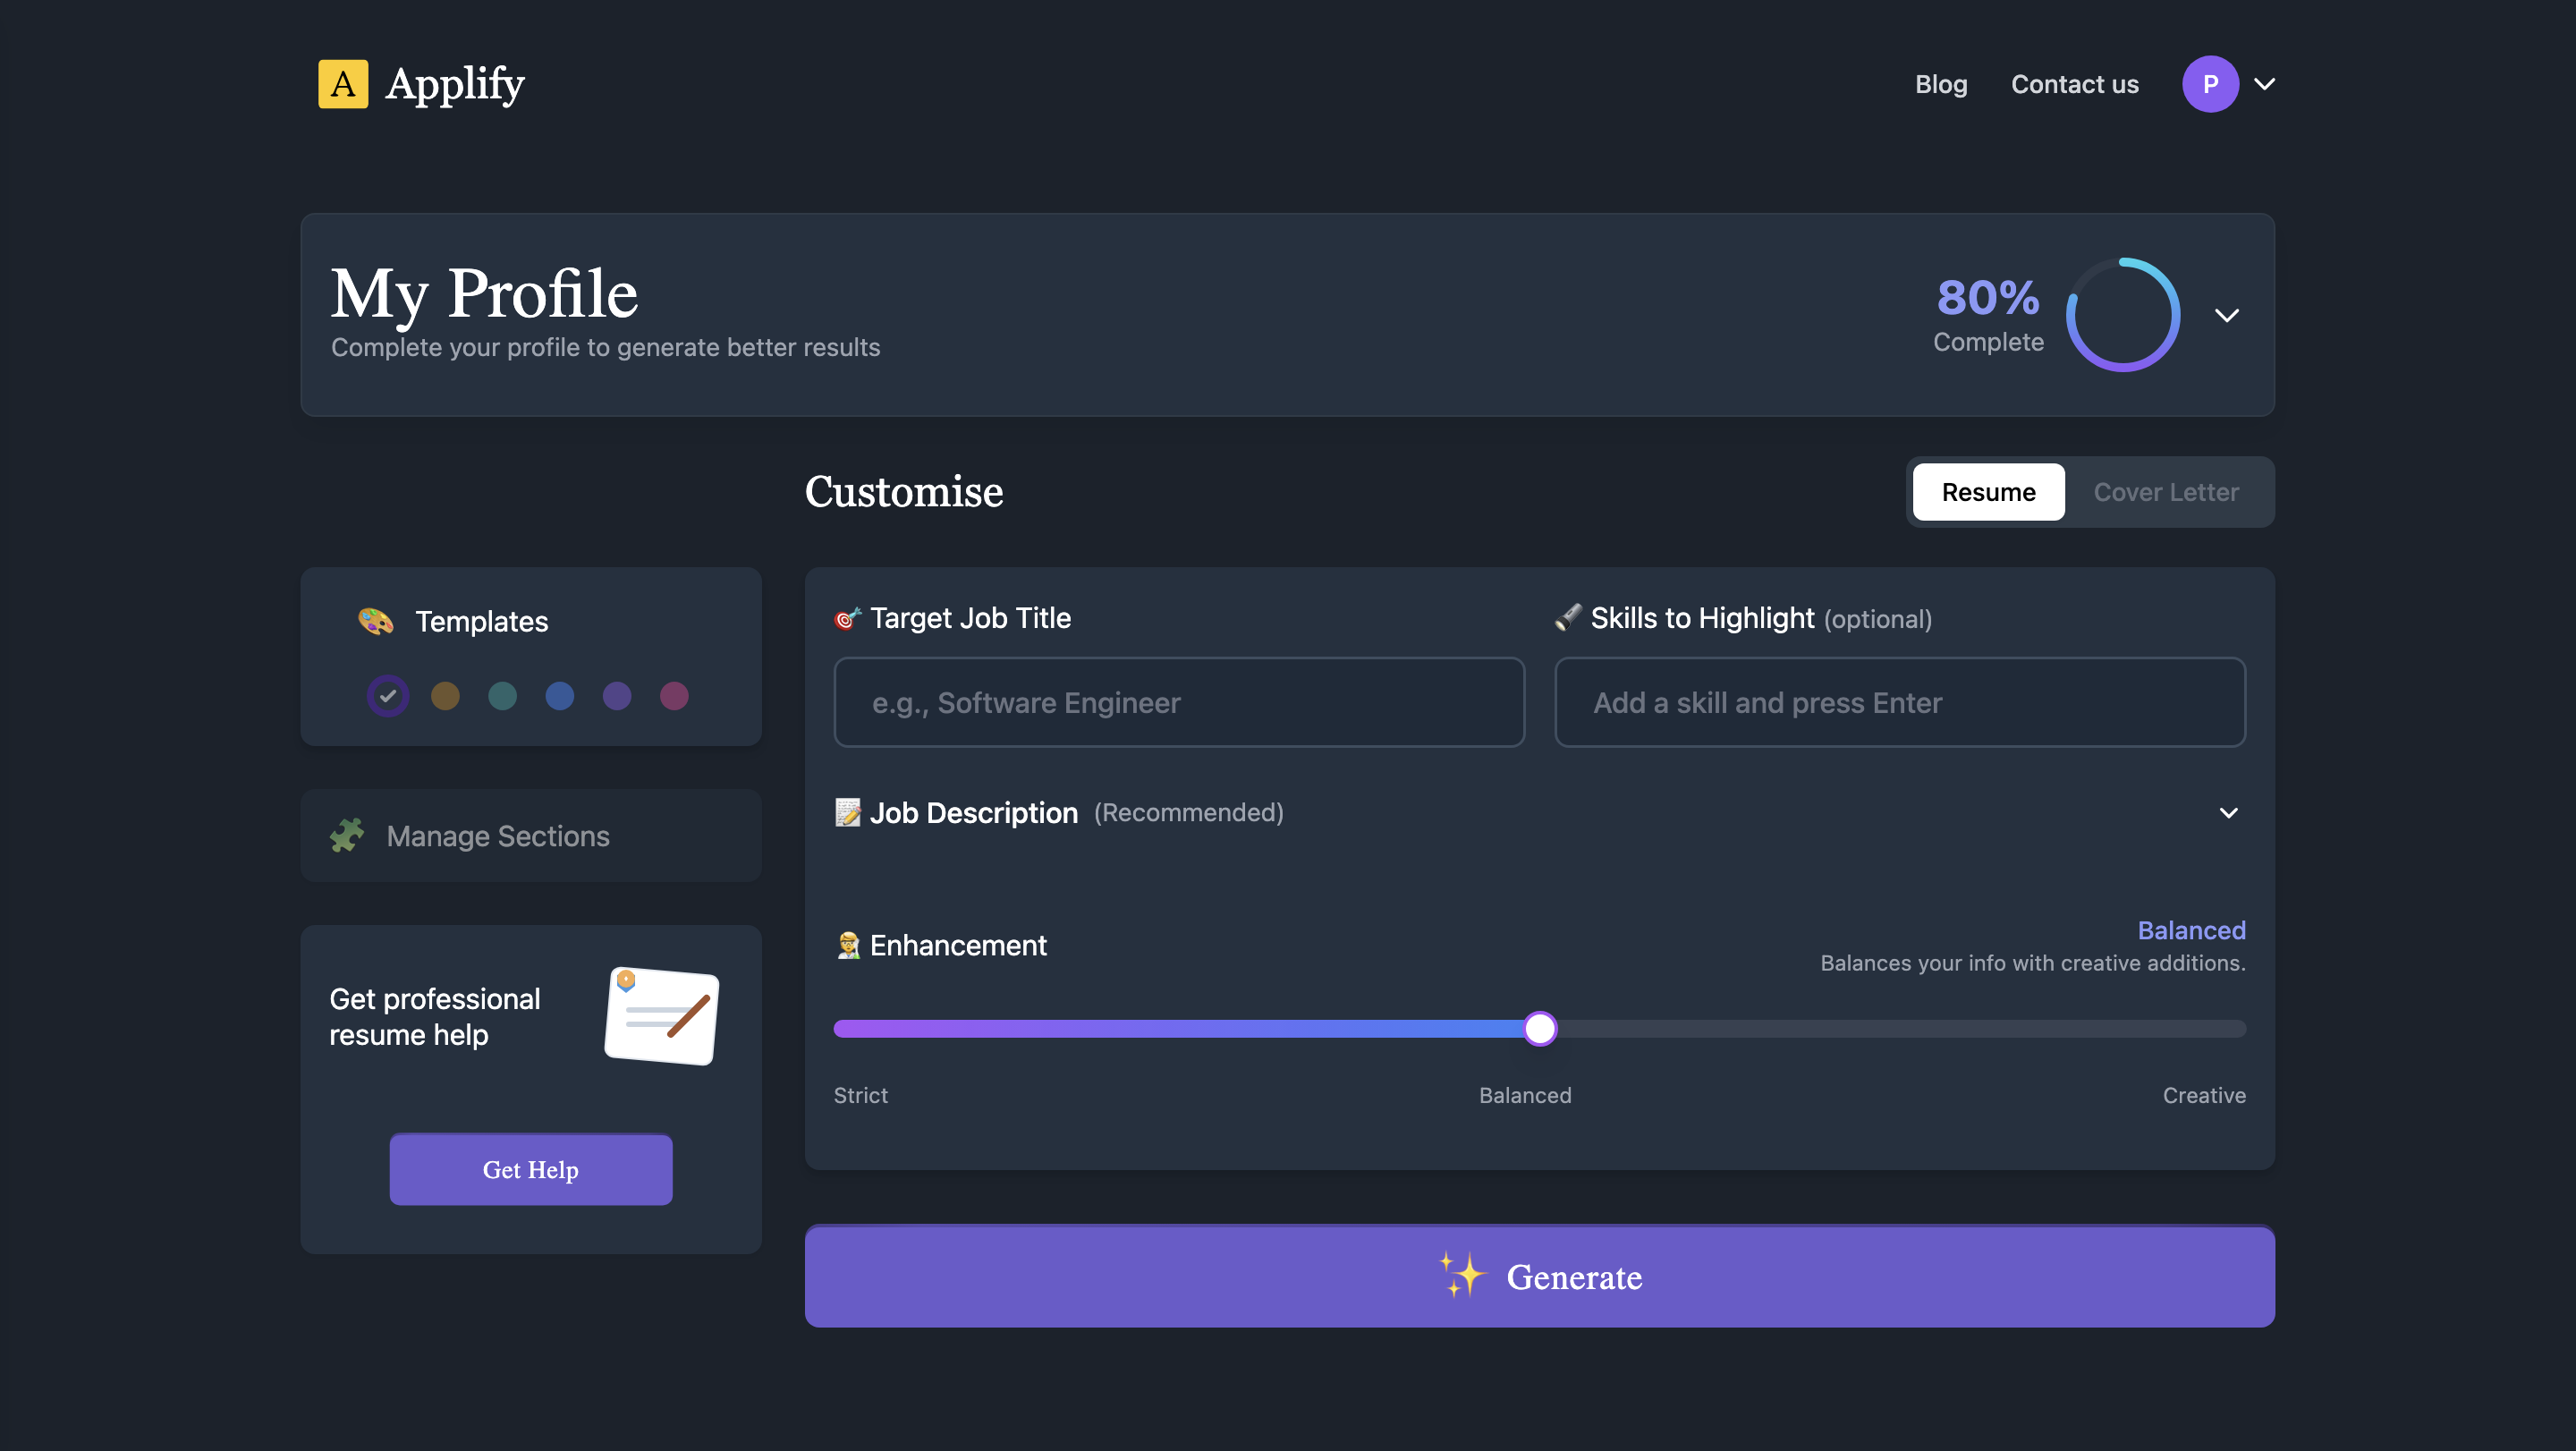 A Applify
Blog
Contact us
P
My Profile
Complete your profile to generate better results
80%
Complete
Customise
Resume
Cover Letter
Templates
Manage Sections
Get professional
resume help
Get Help
Target Job Title
e.g., Software Engineer
Skills to Highlight (optional)
Add a skill and press Enter
Job Description (Recommended)
Enhancement
Balanced
Balances your info with creative additions.
Strict
Balanced
Creative
Generate